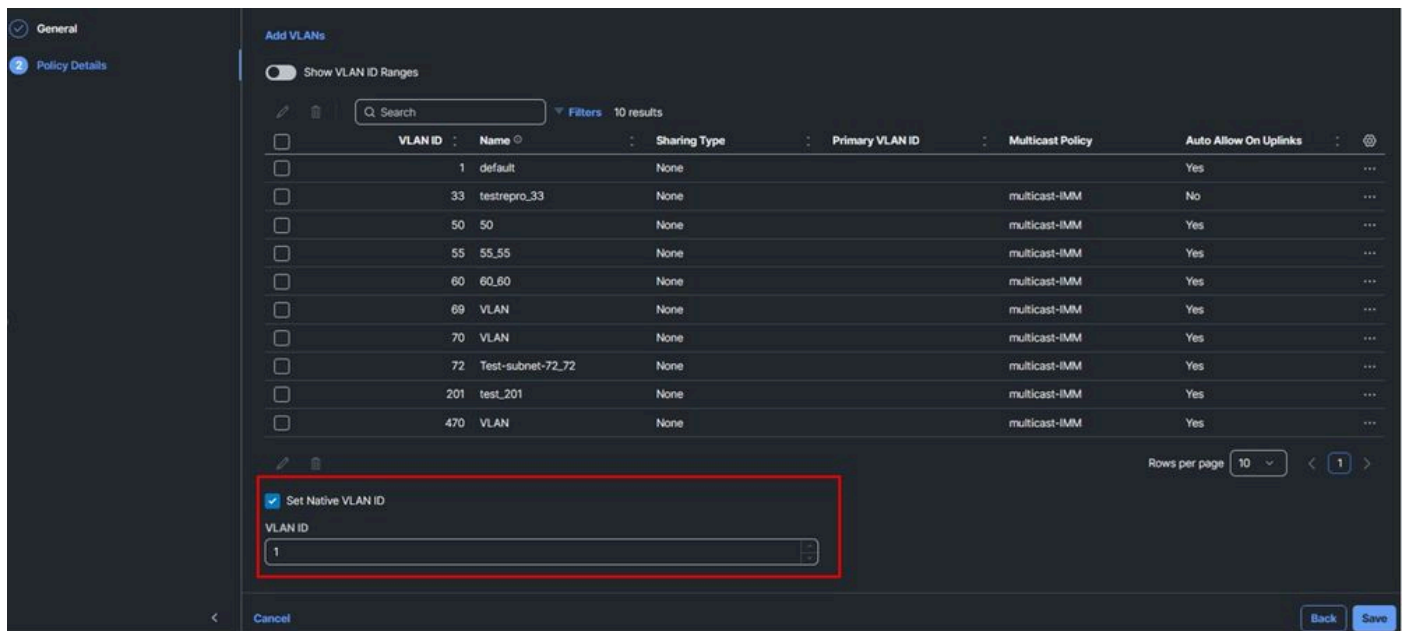 General
2 Policy Details
Add VLANs
Show VLAN ID Ranges
Search Filters 10 results
VLAN ID Name Sharing Type Primary VLAN ID Multicast Policy Auto Allow On Uplinks
1 default None Yes
33 testrepro_33 None multicast-IMM No
50 50 None multicast-IMM Yes
55 55_55 None multicast-IMM Yes
60 60_60 None multicast-IMM Yes
69 VLAN None multicast-IMM Yes
70 VLAN None multicast-IMM Yes
72 Test-subnet-72_72 None multicast-IMM Yes
201 test_201 None multicast-IMM Yes
470 VLAN None multicast-IMM Yes
Rows per page 10 1
Set Native VLAN ID
VLAN ID
1
Cancel Back Save